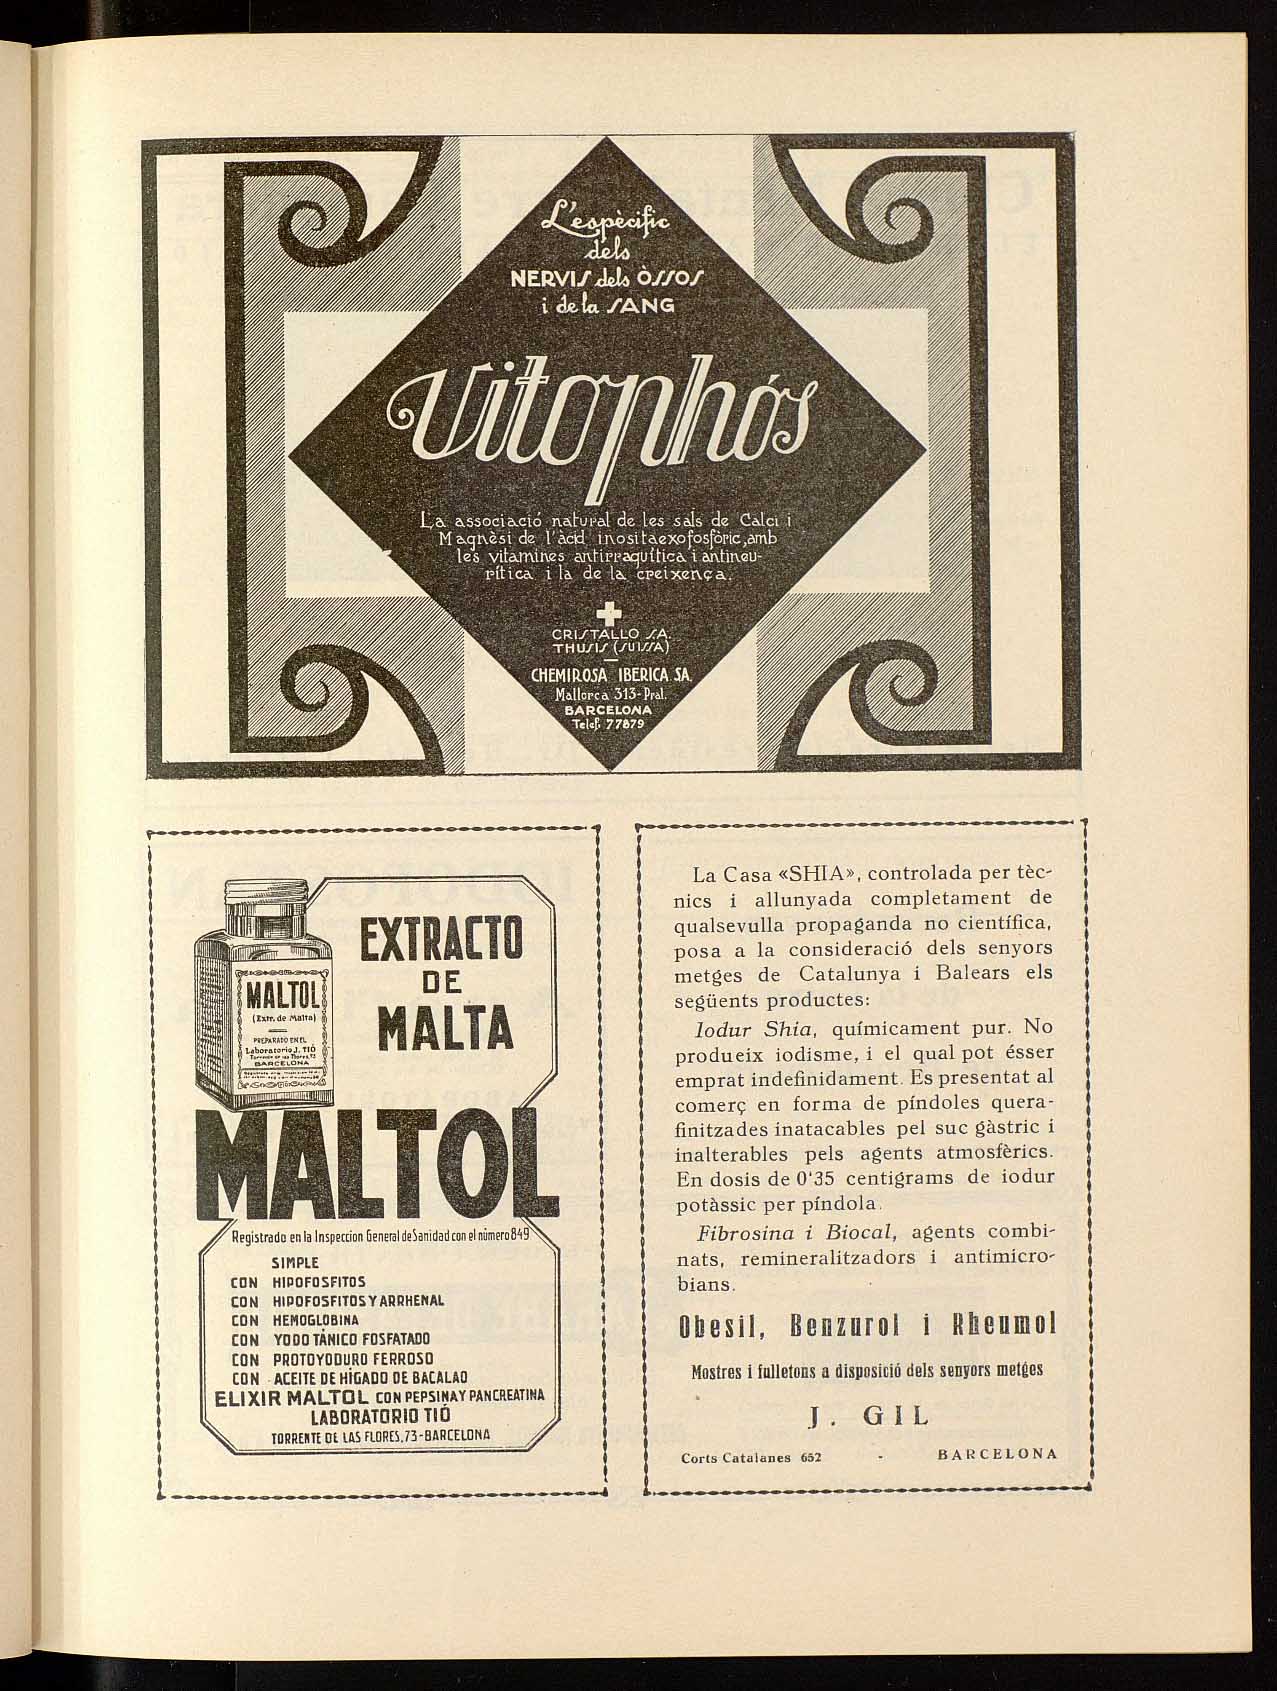 L'espècific
dels
NERVIS dels ÒSSOS
i de la SANG
Vitophós
La associació natural de les sals de Calci i
Magnèsi de l'àcid inositaexofosfòric, amb
les vitamines antirraquítica i antineu-
rítica i la de la creixença.
CRISTALLO S.A.
THUSIS (SUISSA)
CHEMIROSA IBERICA S.A.
Mallorca 313-Pral.
BARCELONA
Telef. 77879
EXTRACTO
DE
MALTA
MALTOL
(Extr. de Malta)
PREPARADO EN EL
Laboratorio J. TIÓ
Torrente de las Flores, 73
BARCELONA
MALTOL
Registrado en la Inspeccion General de Sanidad con el número 849
SIMPLE
CON HIPOFOSFITOS
CON HIPOFOSFITOS Y ARRHENAL
CON HEMOGLOBINA
CON YODO TÁNICO FOSFATADO
CON PROTOYODURO FERROSO
CON ACEITE DE HÍGADO DE BACALAO
ELIXIR MALTOL CON PEPSINA Y PANCREATINA
LABORATORIO TIÓ
TORRENTE DE LAS FLORES, 73-BARCELONA
La Casa «SHIA», controlada per tèc-
nics i allunyada completament de
qualsevulla propaganda no científica,
posa a la consideració dels senyors
metges de Catalunya i Balears els
següents productes:
Iodur Shia, químicament pur. No
produeix iodisme, i el qual pot ésser
emprat indefinidament. Es presentat al
comerç en forma de píndoles quera-
finitzades inatacables pel suc gàstric i
inalterables pels agents atmosfèrics.
En dosis de 0'35 centigrams de iodur
potàssic per píndola.
Fibrosina i Biocal, agents combi-
nats, remineralitzadors i antimicro-
bians.
Obesil, Benzurol i Rheumol
Mostres i fulletons a disposició dels senyors metges
J. GIL
Corts Catalanes 652 - BARCELONA